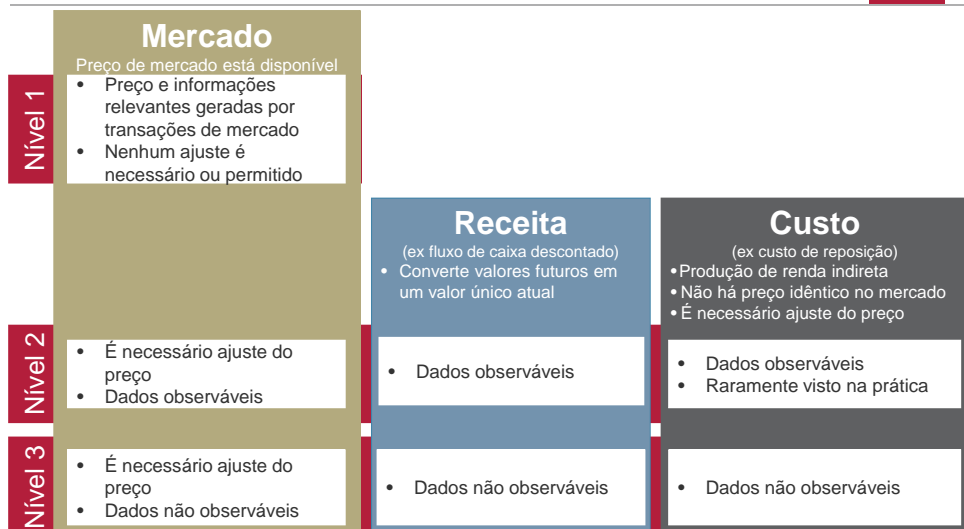 Mercado
Preço de mercado está disponível
Nível 1
• Preço e informações
relevantes geradas por
transações de mercado
• Nenhum ajuste é
necessário ou permitido
Receita
(ex fluxo de caixa descontado)
• Converte valores futuros em
um valor único atual
Custo
(ex custo de reposição)
• Produção de renda indireta
• Não há preço idêntico no mercado
• É necessário ajuste do preço
Nível 2
• É necessário ajuste do
preço
• Dados observáveis
• Dados observáveis
• Dados observáveis
• Raramente visto na prática
Nível 3
• É necessário ajuste do
preço
• Dados não observáveis
• Dados não observáveis
• Dados não observáveis